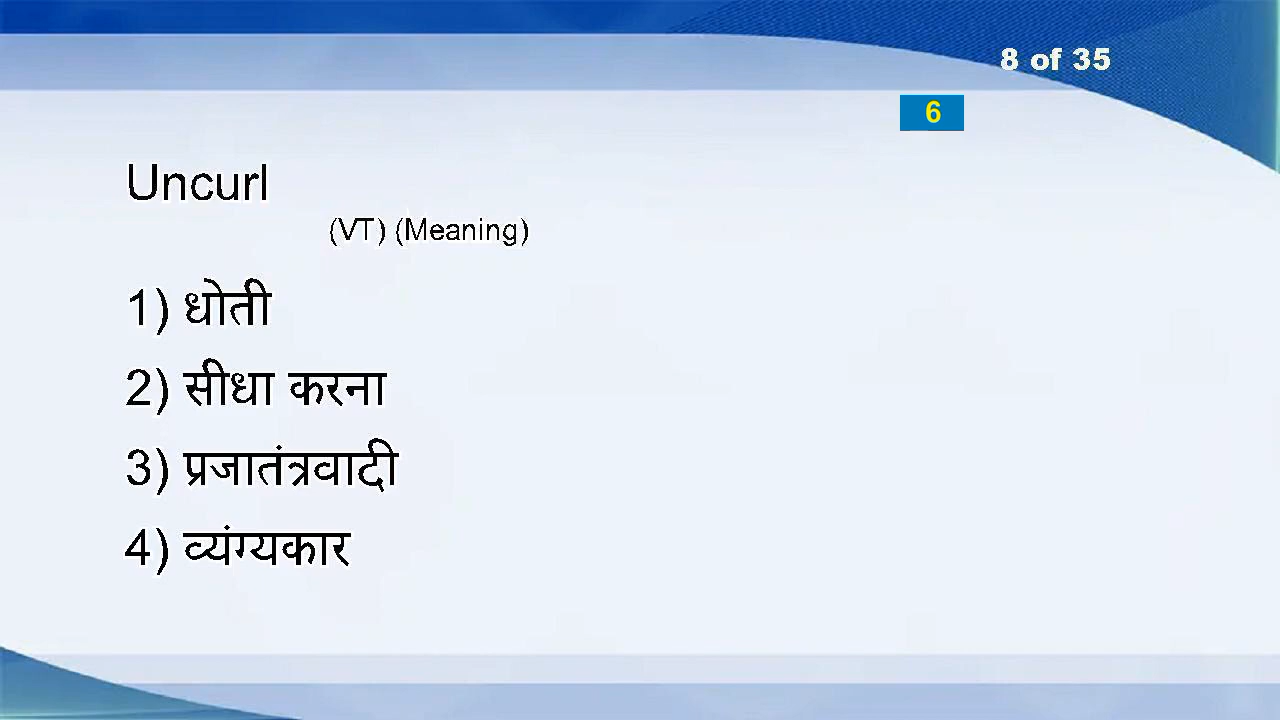 8 of 35
6
Uncurl
(VT) (Meaning)
1) धोती
2) सीधा करना
3) प्रजातंत्रवादी
4) व्यंग्यकार